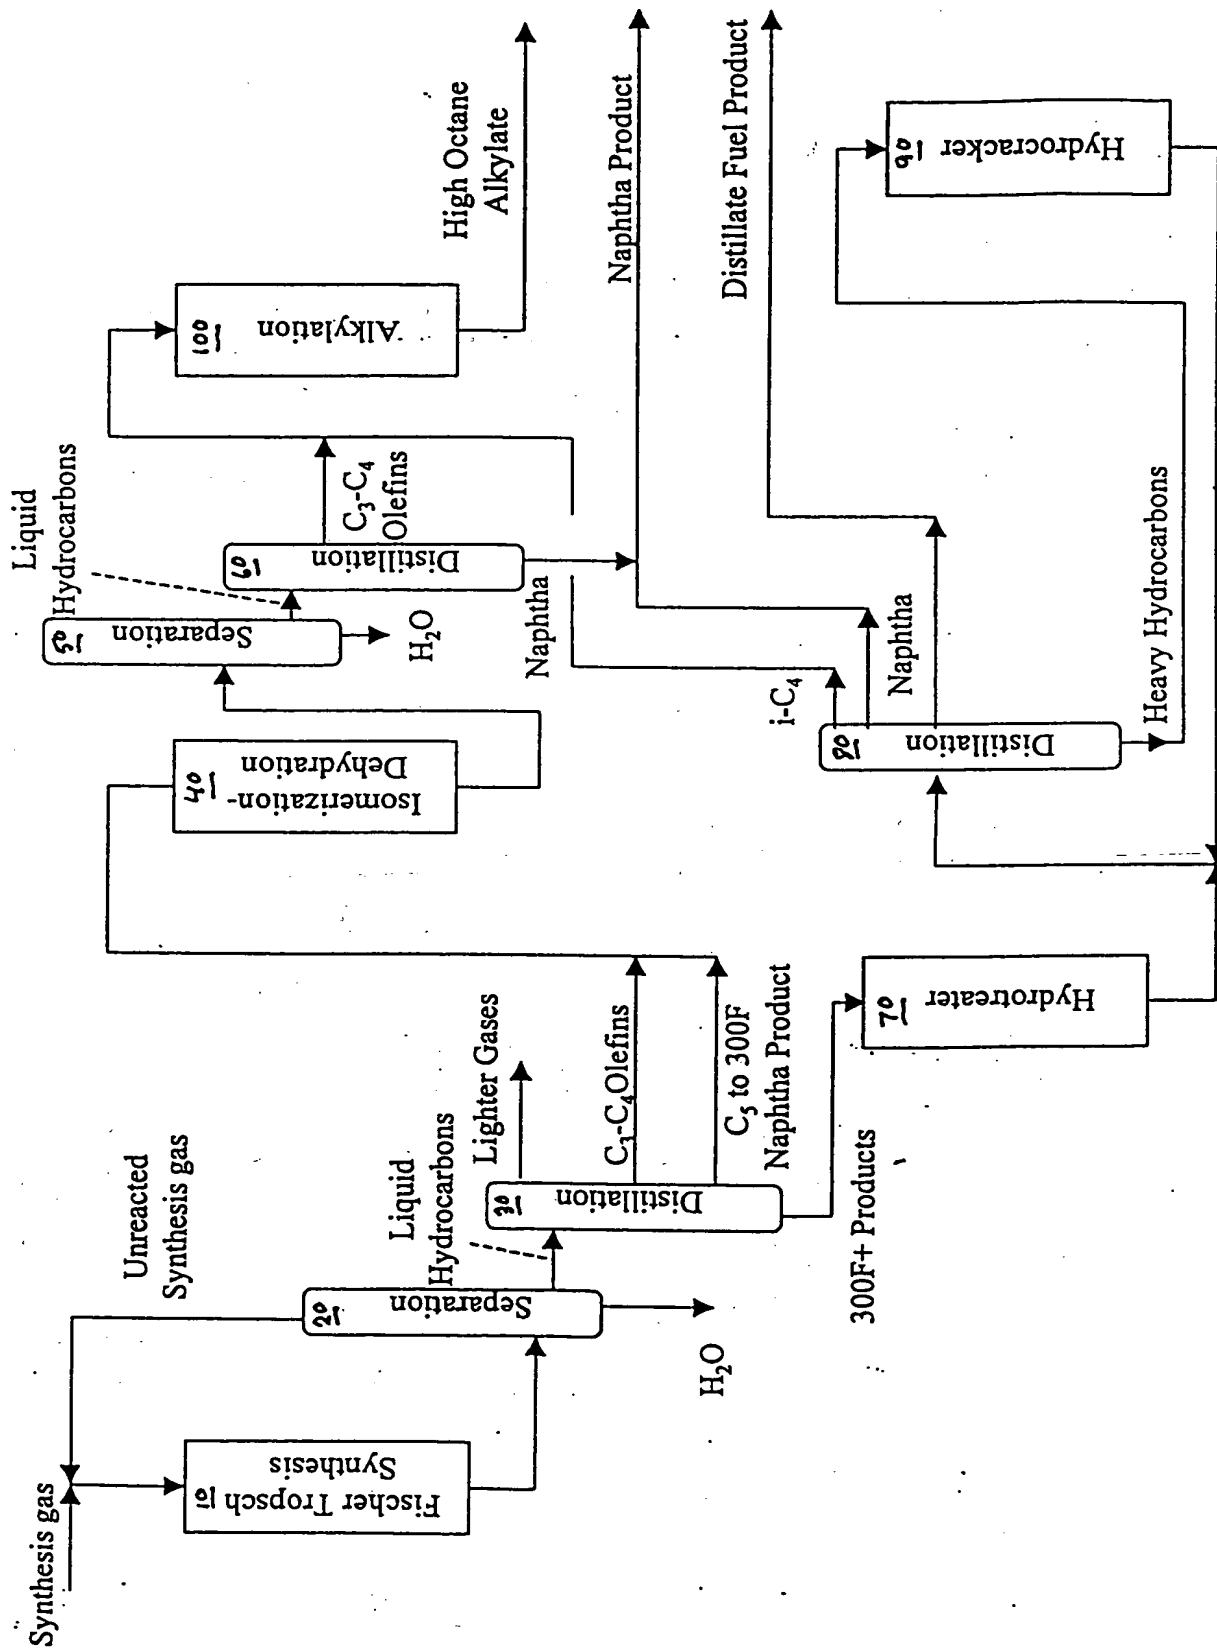 Synthesis gas
Unreacted
Synthesis gas
Fischer Tropsch 10
Synthesis
20
Separation
H₂O
Liquid
Hydrocarbons
30
Distillation
Lighter Gases
C₃-C₄ Olefins
C₅ to 300F
Naphtha Product
300F+ Products
70
Hydrotreater
40
Isomerization-
Dehydration
50
Separation
H₂O
Liquid
Hydrocarbons
60
Distillation
C₃-C₄
Olefins
Naphtha
100
Alkylation
High Octane
Alkylate
Naphtha Product
Distillate Fuel Product
80
Distillation
i-C₄
Naphtha
Heavy Hydrocarbons
90
Hydrocracker